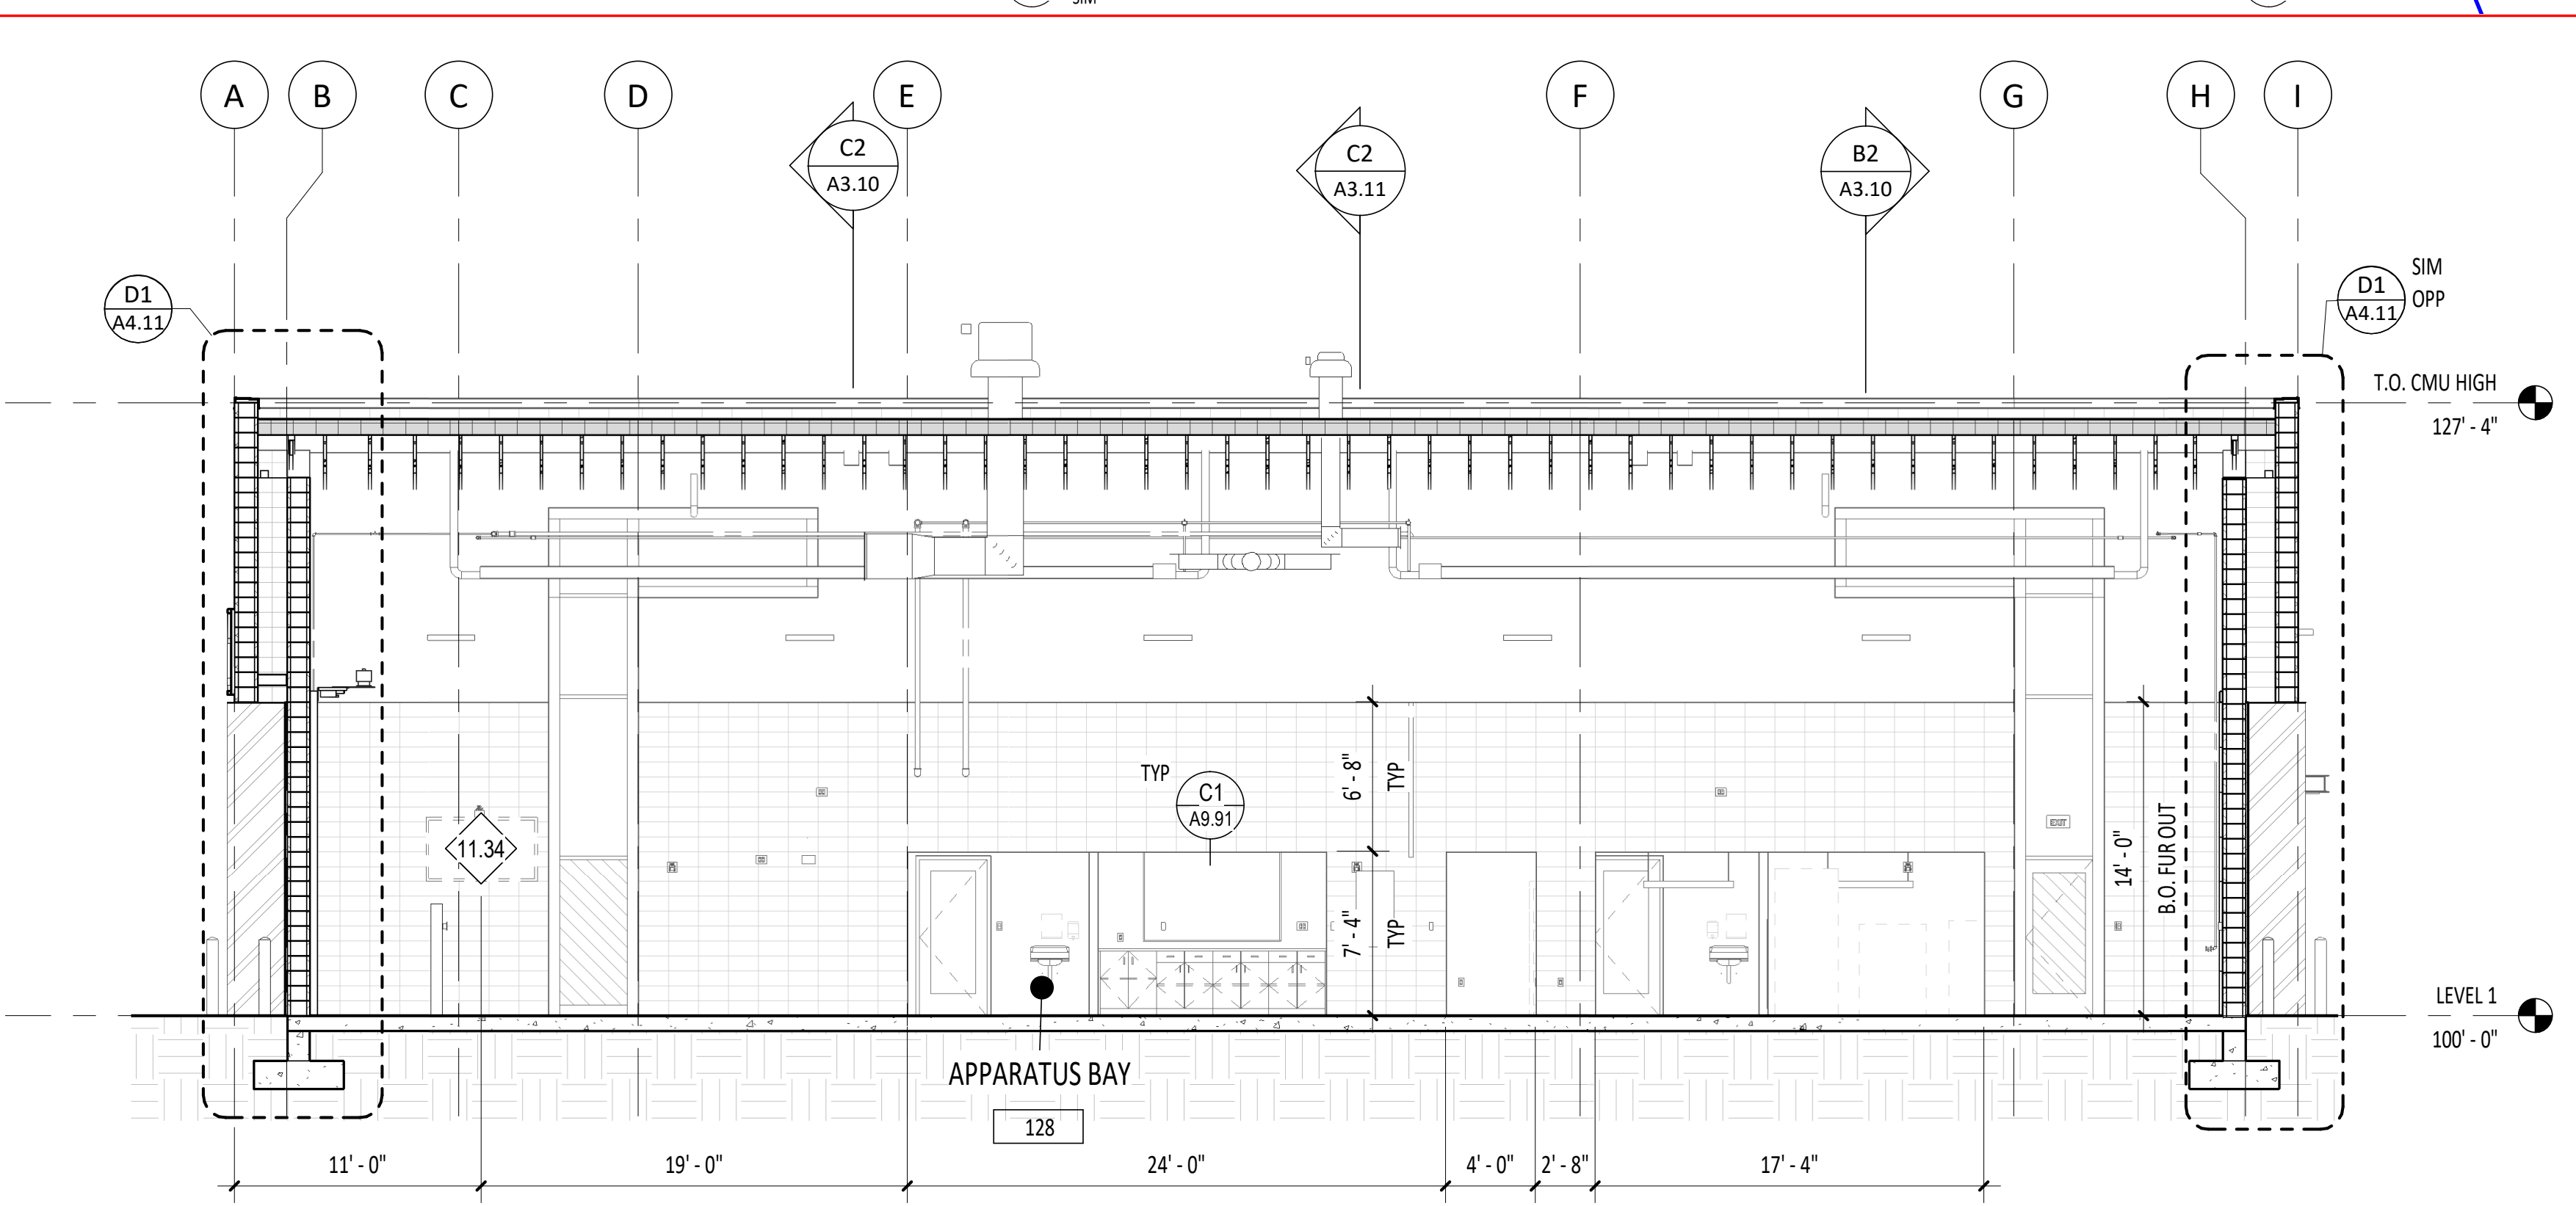 SIM
A
B
C
D
E
F
G
H
I
C2
A3.10
C2
A3.11
B2
A3.10
D1
A4.11
SIM
D1
OPP
A4.11
T.O. CMU HIGH
127' - 4"
6' - 8"
TYP
TYP
C1
A9.91
11.34
EXIT
14' - 0"
B.O. FUR OUT
7' - 4"
TYP
LEVEL 1
100' - 0"
APPARATUS BAY
128
11' - 0"
19' - 0"
24' - 0"
4' - 0"
2' - 8"
17' - 4"